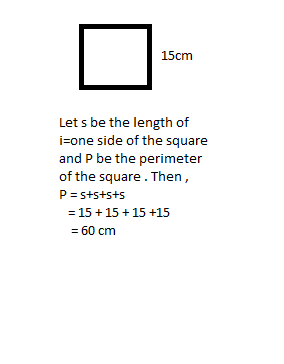 15cm
Let s be the length of
i=one side of the square
and P be the perimeter
of the square . Then ,
P = s+s+s+s
= 15 + 15 + 15 +15
= 60 cm